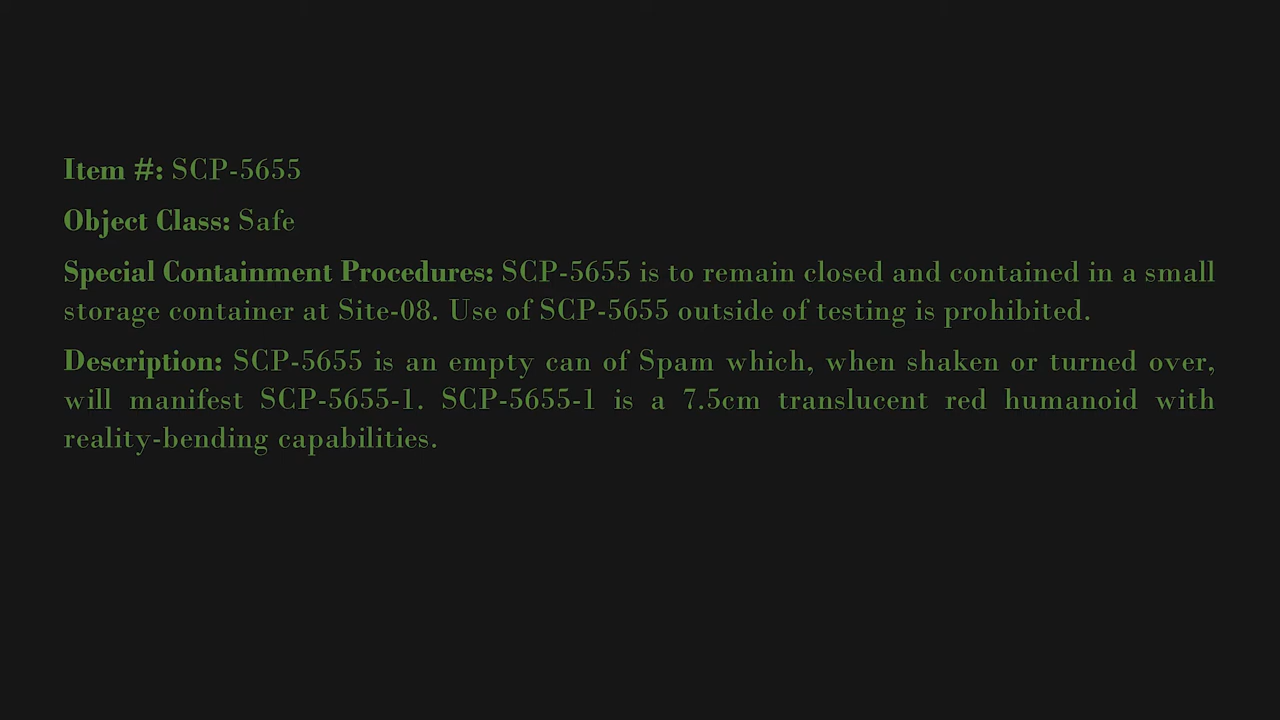 Item #: SCP-5655
Object Class: Safe
Special Containment Procedures: SCP-5655 is to remain closed and contained in a small
storage container at Site-08. Use of SCP-5655 outside of testing is prohibited.
Description: SCP-5655 is an empty can of Spam which, when shaken or turned over,
will manifest SCP-5655-1. SCP-5655-1 is a 7.5cm translucent red humanoid with
reality-bending capabilities.